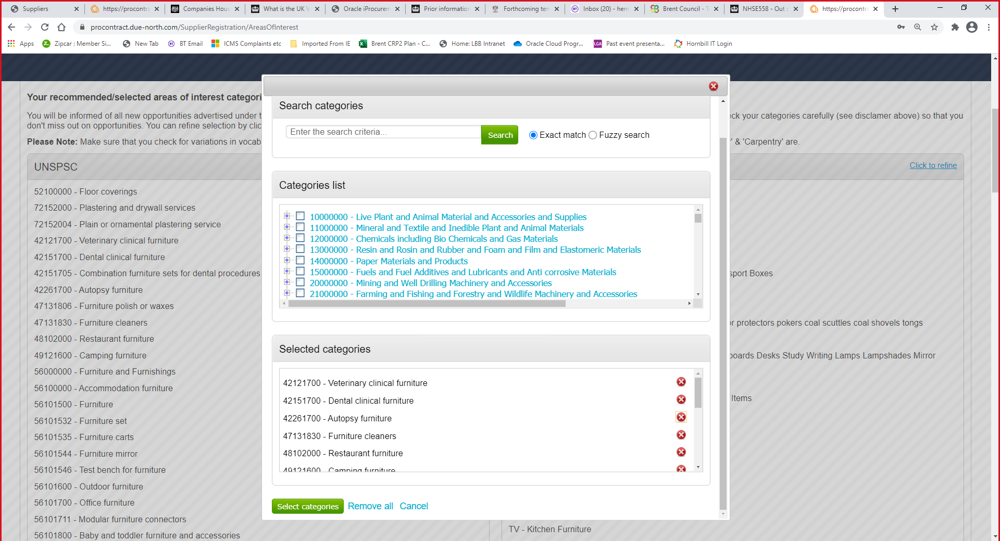 Suppliers
https://procontra
Companies Hous
What is the UK V
Oracle iProcurem
Prior information
Forthcoming ten
Inbox (20) - henr
Brent Council - T
NHSE558 - Out o
https://procontra
procontract.due-north.com/SupplierRegistration/AreasOfInterest
Apps
Zipcar : Member Si...
New Tab
BT Email
ICMS Complaints etc
Imported From IE
Brent CRP2 Plan - C...
Home: LBB Intranet
Oracle Cloud Progr...
LGA
Past event presenta...
Hornbill IT Login
Your recommended/selected areas of interest categori
You will be informed of all new opportunities advertised under t
ck your categories carefully (see disclamer above) so that you
don't miss out on opportunities. You can refine selection by clic
Please Note: Make sure that you check for variations in vocab
' & 'Carpentry' are.
UNSPSC
Click to refine
52100000 - Floor coverings
72152000 - Plastering and drywall services
72152004 - Plain or ornamental plastering service
42121700 - Veterinary clinical furniture
42151700 - Dental clinical furniture
42151705 - Combination furniture sets for dental procedures
42261700 - Autopsy furniture
47131806 - Furniture polish or waxes
47131830 - Furniture cleaners
48102000 - Restaurant furniture
49121600 - Camping furniture
56000000 - Furniture and Furnishings
56100000 - Accommodation furniture
56101500 - Furniture
56101532 - Furniture set
56101535 - Furniture carts
56101544 - Furniture mirror
56101546 - Test bench for furniture
56101600 - Outdoor furniture
56101700 - Office furniture
56101711 - Modular furniture connectors
56101800 - Baby and toddler furniture and accessories
Search categories
Enter the search criteria...
Search
Exact match
Fuzzy search
Categories list
10000000 - Live Plant and Animal Material and Accessories and Supplies
11000000 - Mineral and Textile and Inedible Plant and Animal Materials
12000000 - Chemicals including Bio Chemicals and Gas Materials
13000000 - Resin and Rosin and Rubber and Foam and Film and Elastomeric Materials
14000000 - Paper Materials and Products
15000000 - Fuels and Fuel Additives and Lubricants and Anti corrosive Materials
20000000 - Mining and Well Drilling Machinery and Accessories
21000000 - Farming and Fishing and Forestry and Wildlife Machinery and Accessories
Selected categories
42121700 - Veterinary clinical furniture
42151700 - Dental clinical furniture
42261700 - Autopsy furniture
47131830 - Furniture cleaners
48102000 - Restaurant furniture
49121600 - Camping furniture
Select categories
Remove all
Cancel
sport Boxes
or protectors pokers coal scuttles coal shovels tongs
boards Desks Study Writing Lamps Lampshades Mirror
Items
TV - Kitchen Furniture